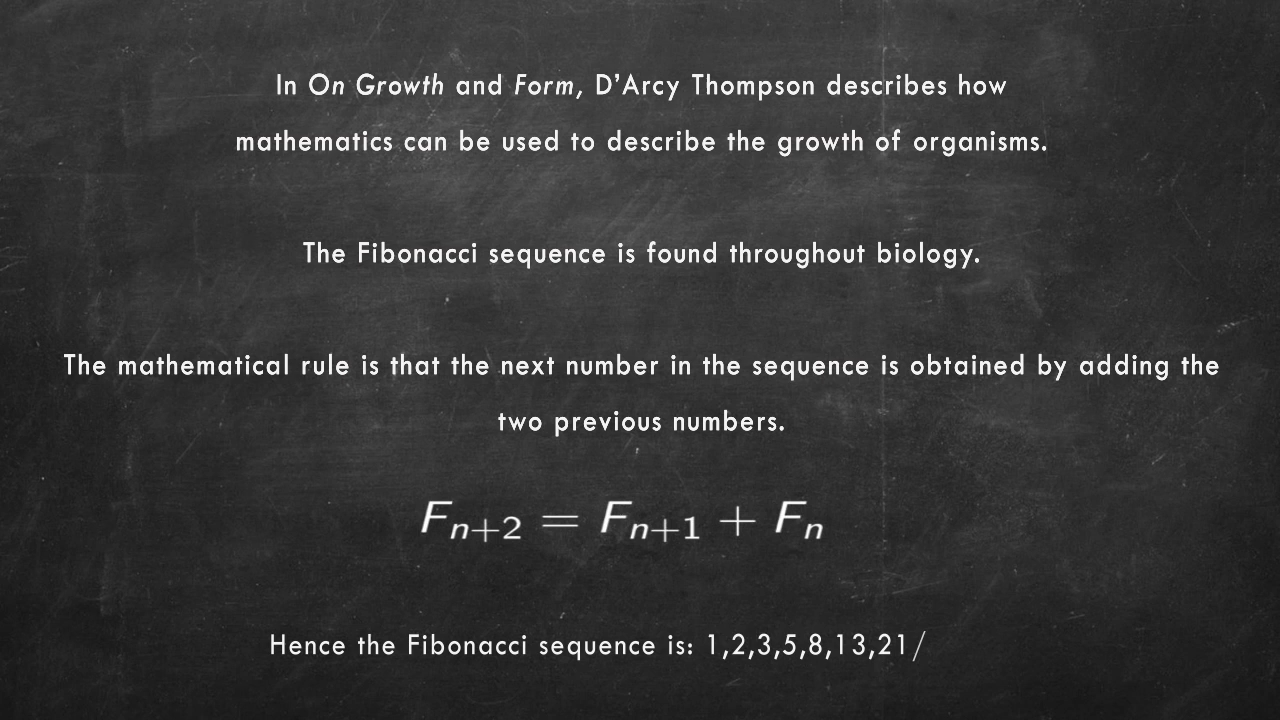 In On Growth and Form, D’Arcy Thompson describes how
mathematics can be used to describe the growth of organisms.
The Fibonacci sequence is found throughout biology.
The mathematical rule is that the next number in the sequence is obtained by adding the
two previous numbers.
Fn+2 = Fn+1 + Fn
Hence the Fibonacci sequence is: 1,2,3,5,8,13,21/